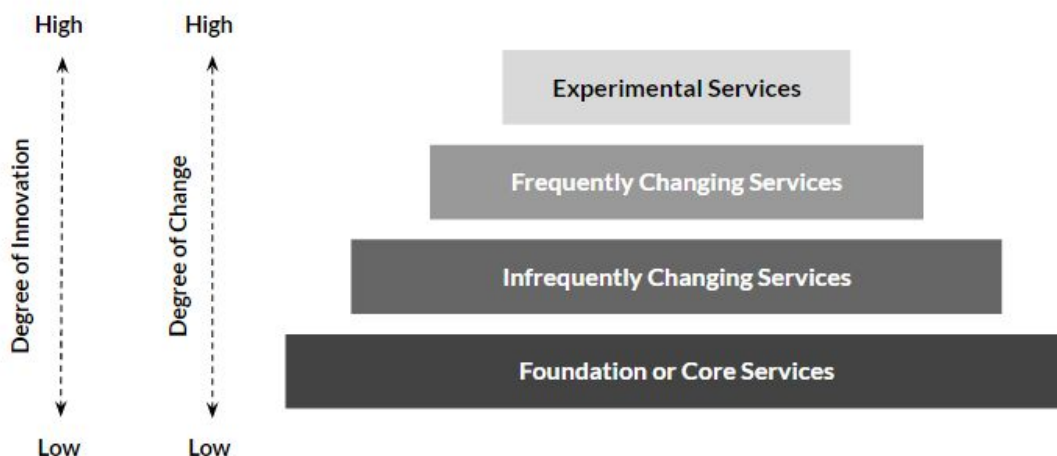 High
High
Experimental Services
Frequently Changing Services
Degree of Innovation
Degree of Change
Infrequently Changing Services
Foundation or Core Services
Low
Low